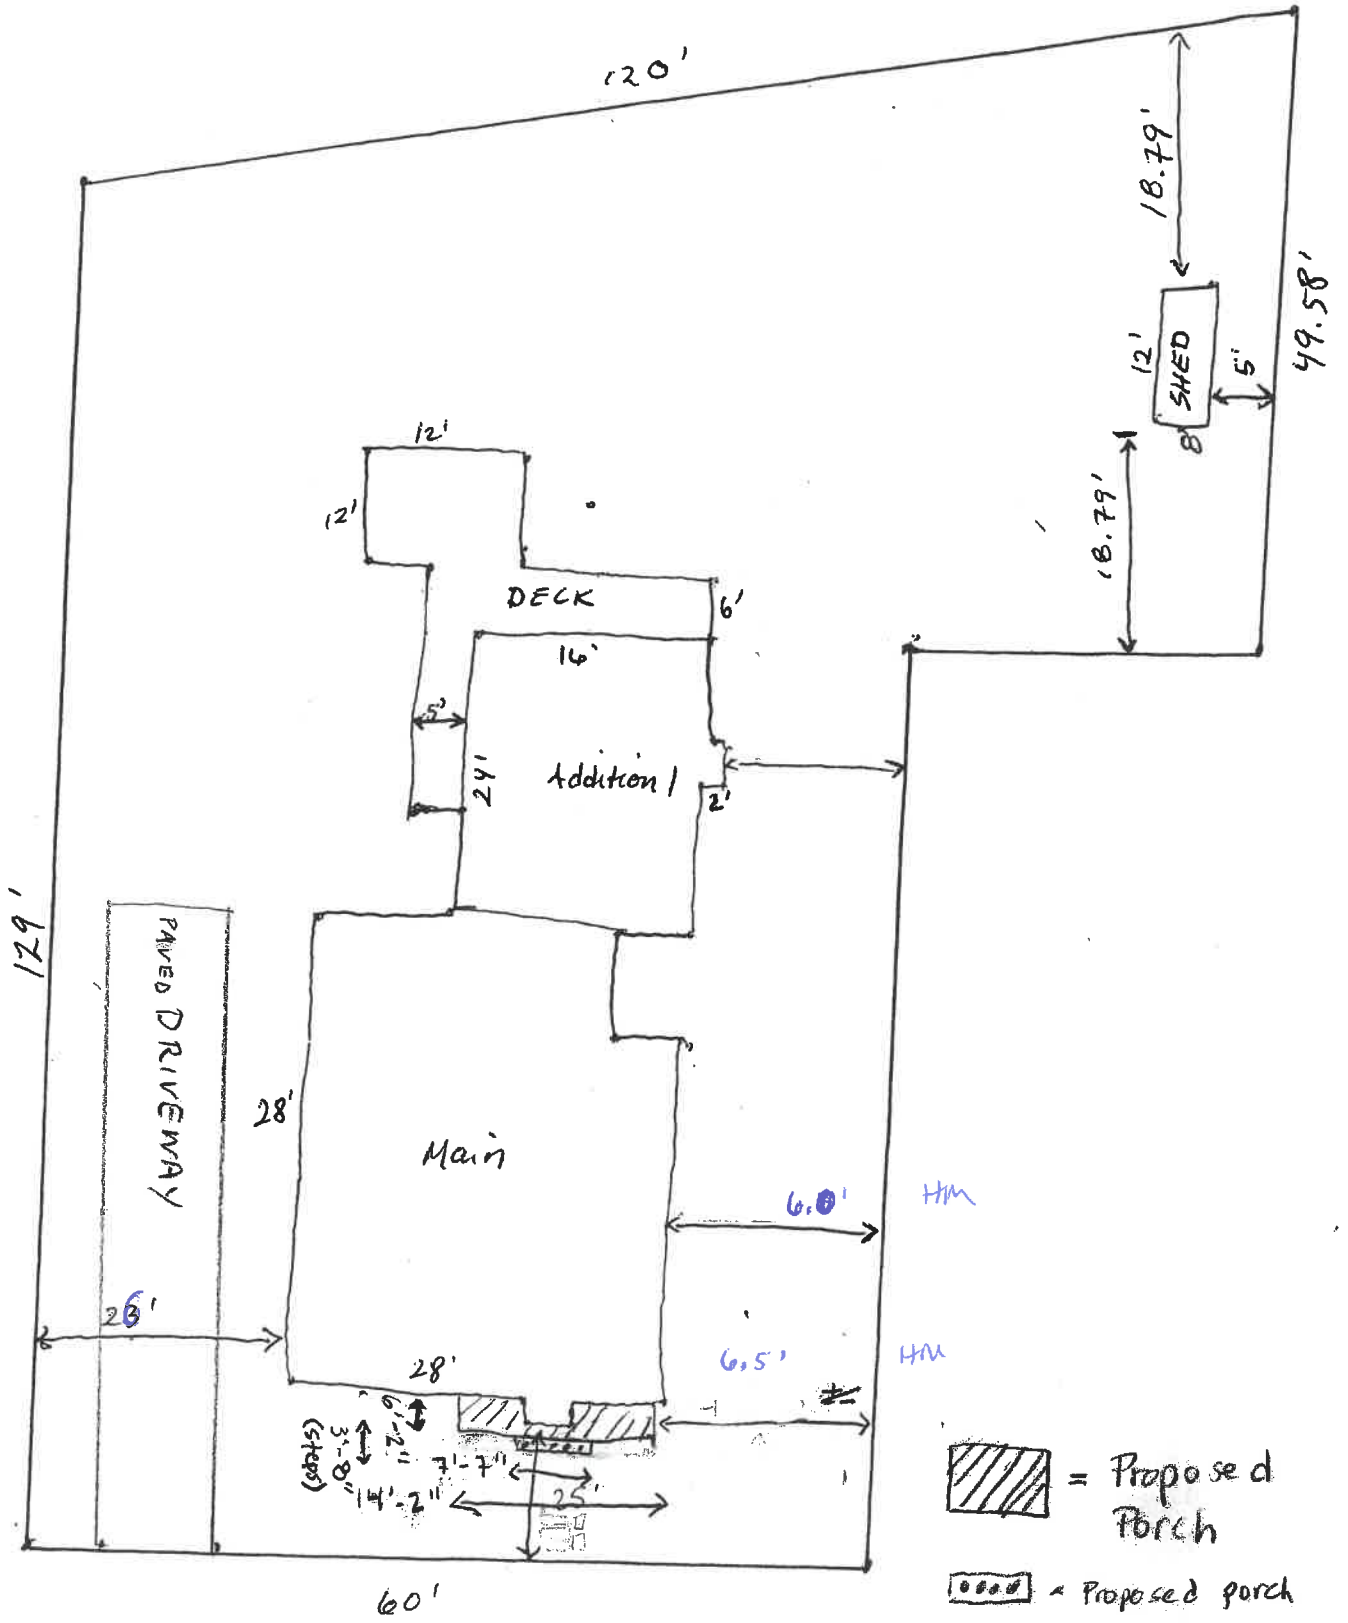 120'
18.79'
49.58'
12'
SHED
5'
8'
18.79'
12'
12'
DECK
6'
16'
5'
24'
Addition 1
2'
129'
PAVED DRIVEWAY
28'
Main
6.0'
HM
26'
28'
6.5'
HM
6'-2"
3'-8"
(steps)
7'-7"
14'-2"
25'
60'
= Proposed
Porch
= Proposed porch